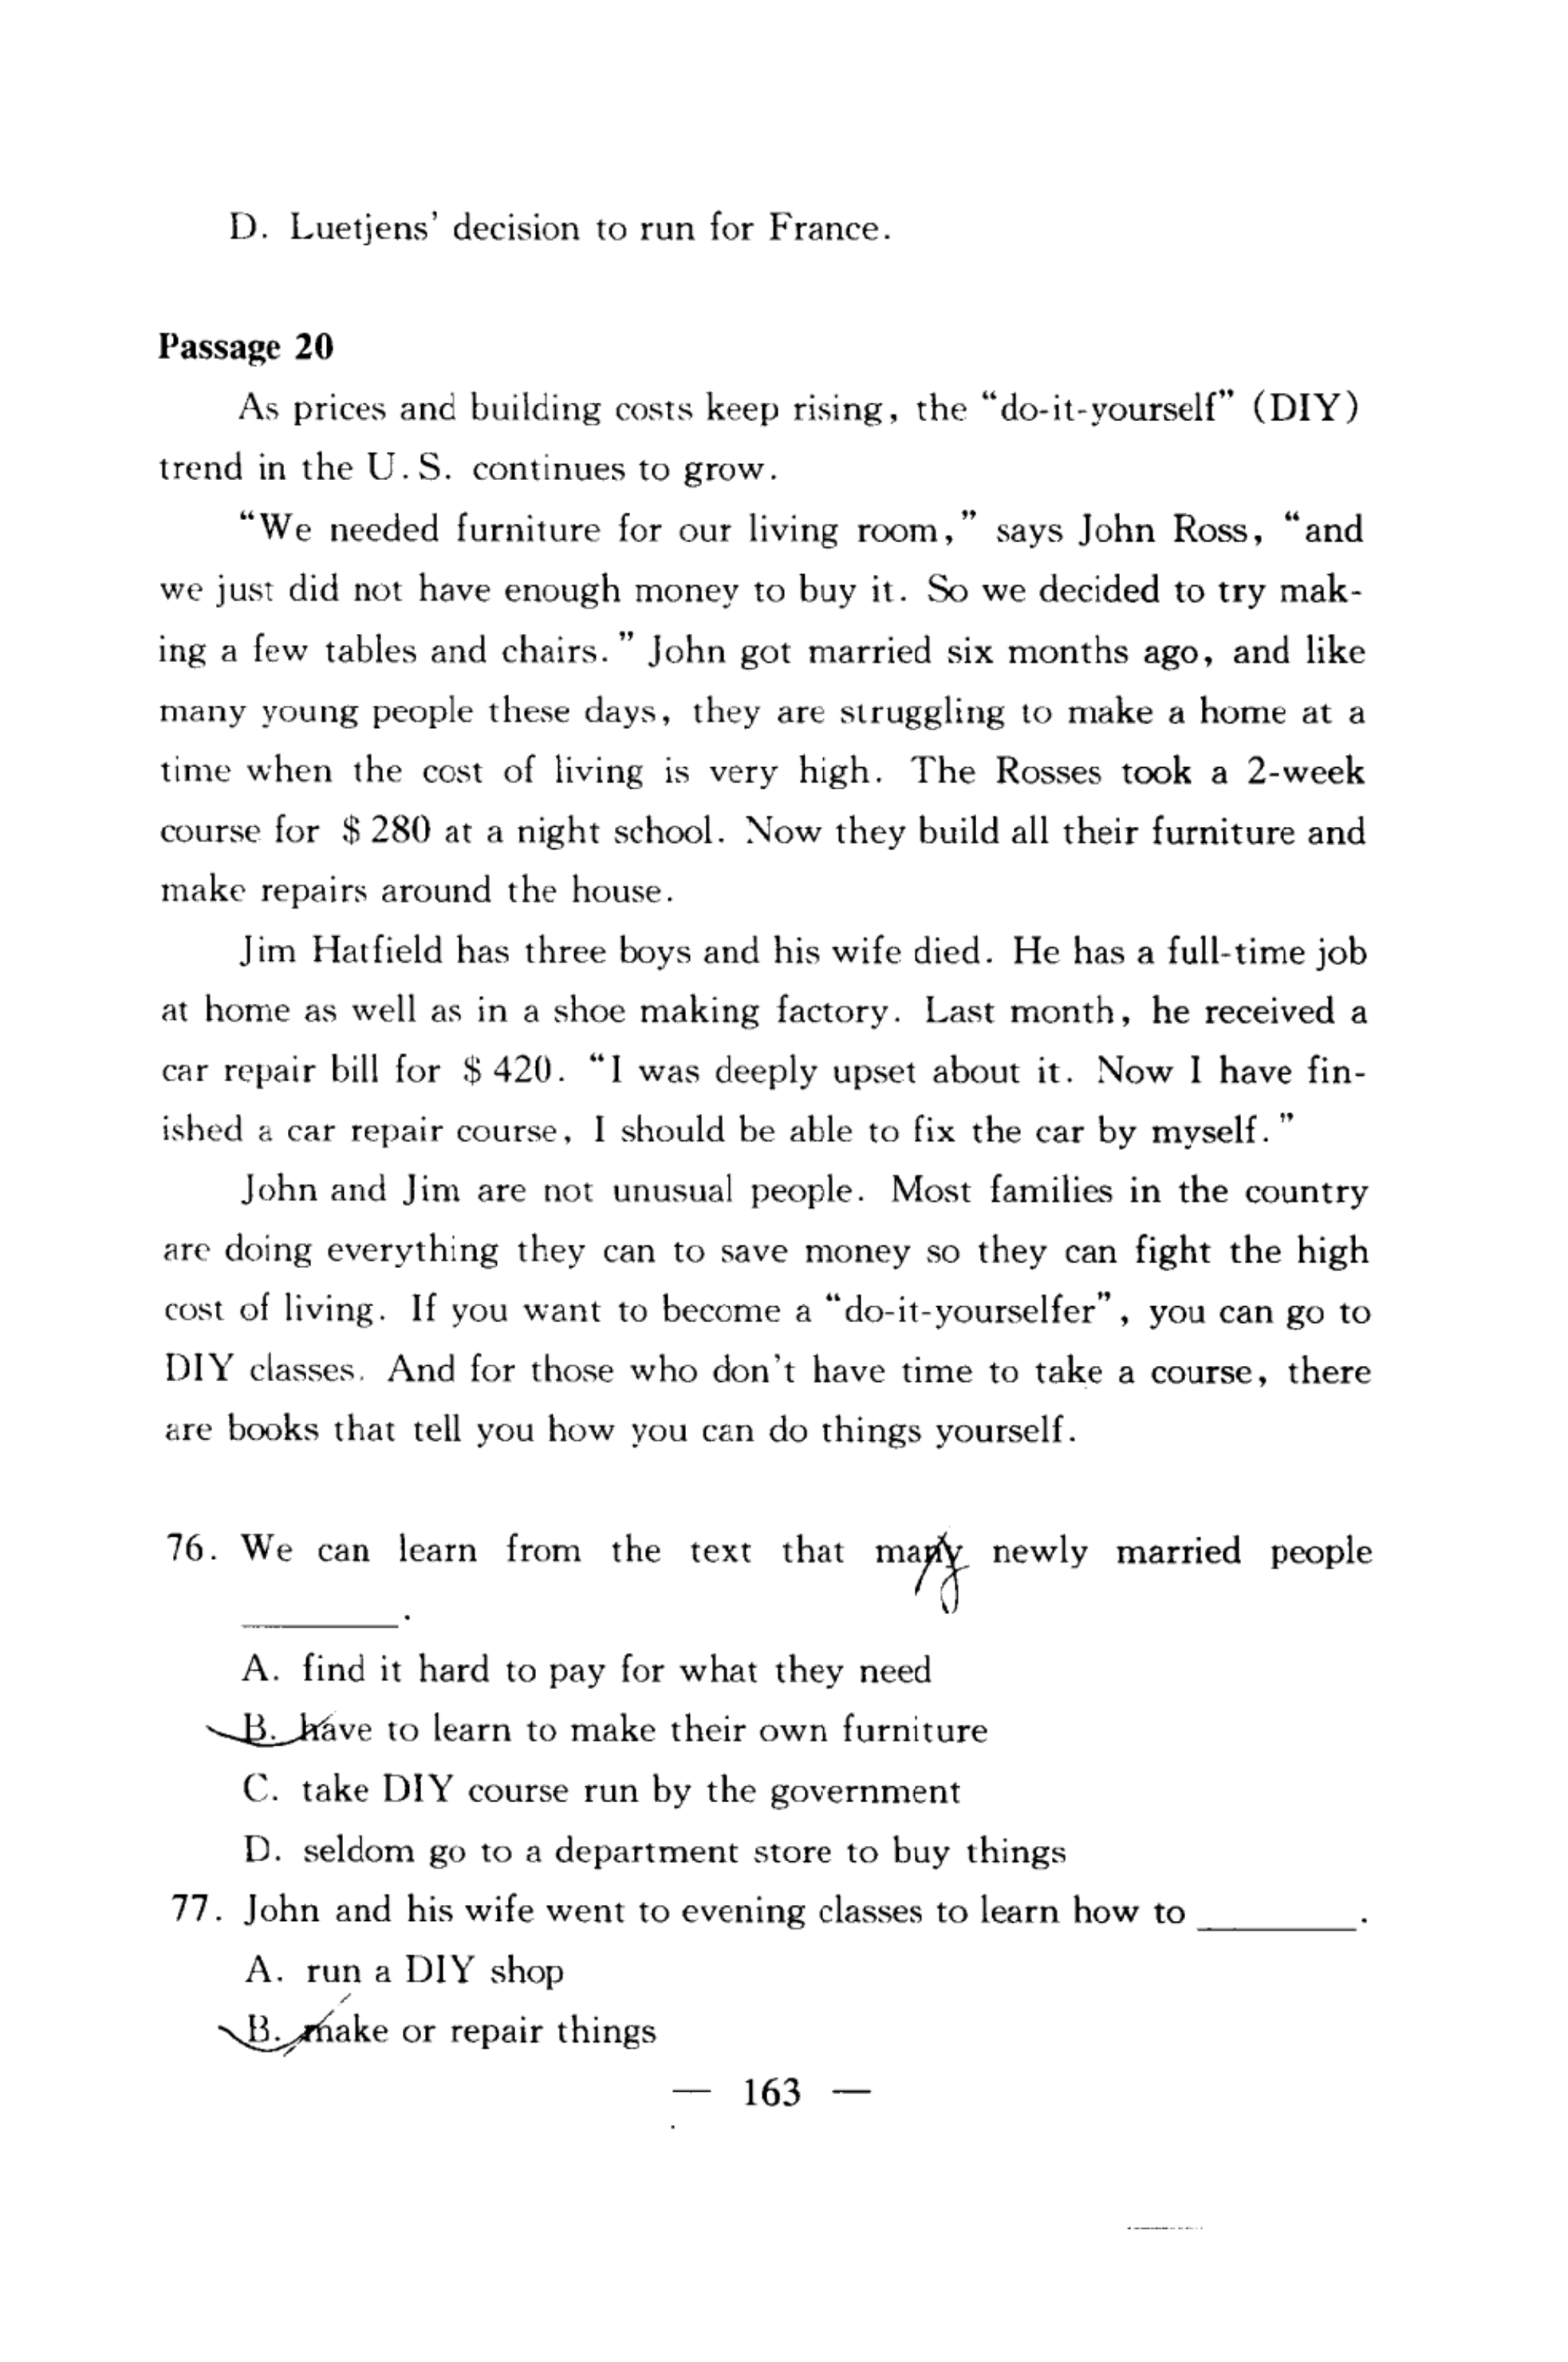 D. Luetjens' decision to run for France.
Passage 20
As prices and building costs keep rising, the “do-it-yourself” (DIY)
trend in the U.S. continues to grow.
“We needed furniture for our living room,” says John Ross, “and
we just did not have enough money to buy it. So we decided to try mak-
ing a few tables and chairs.” John got married six months ago, and like
many young people these days, they are struggling to make a home at a
time when the cost of living is very high. The Rosses took a 2-week
course for $280 at a night school. Now they build all their furniture and
make repairs around the house.
Jim Hatfield has three boys and his wife died. He has a full-time job
at home as well as in a shoe making factory. Last month, he received a
car repair bill for $420. “I was deeply upset about it. Now I have fin-
ished a car repair course, I should be able to fix the car by myself.”
John and Jim are not unusual people. Most families in the country
are doing everything they can to save money so they can fight the high
cost of living. If you want to become a “do-it-yourselfer”, you can go to
DIY classes. And for those who don't have time to take a course, there
are books that tell you how you can do things yourself.
76. We can learn from the text that many newly married people
________.
A. find it hard to pay for what they need
B. have to learn to make their own furniture
C. take DIY course run by the government
D. seldom go to a department store to buy things
77. John and his wife went to evening classes to learn how to ________.
A. run a DIY shop
B. make or repair things
— 163 —